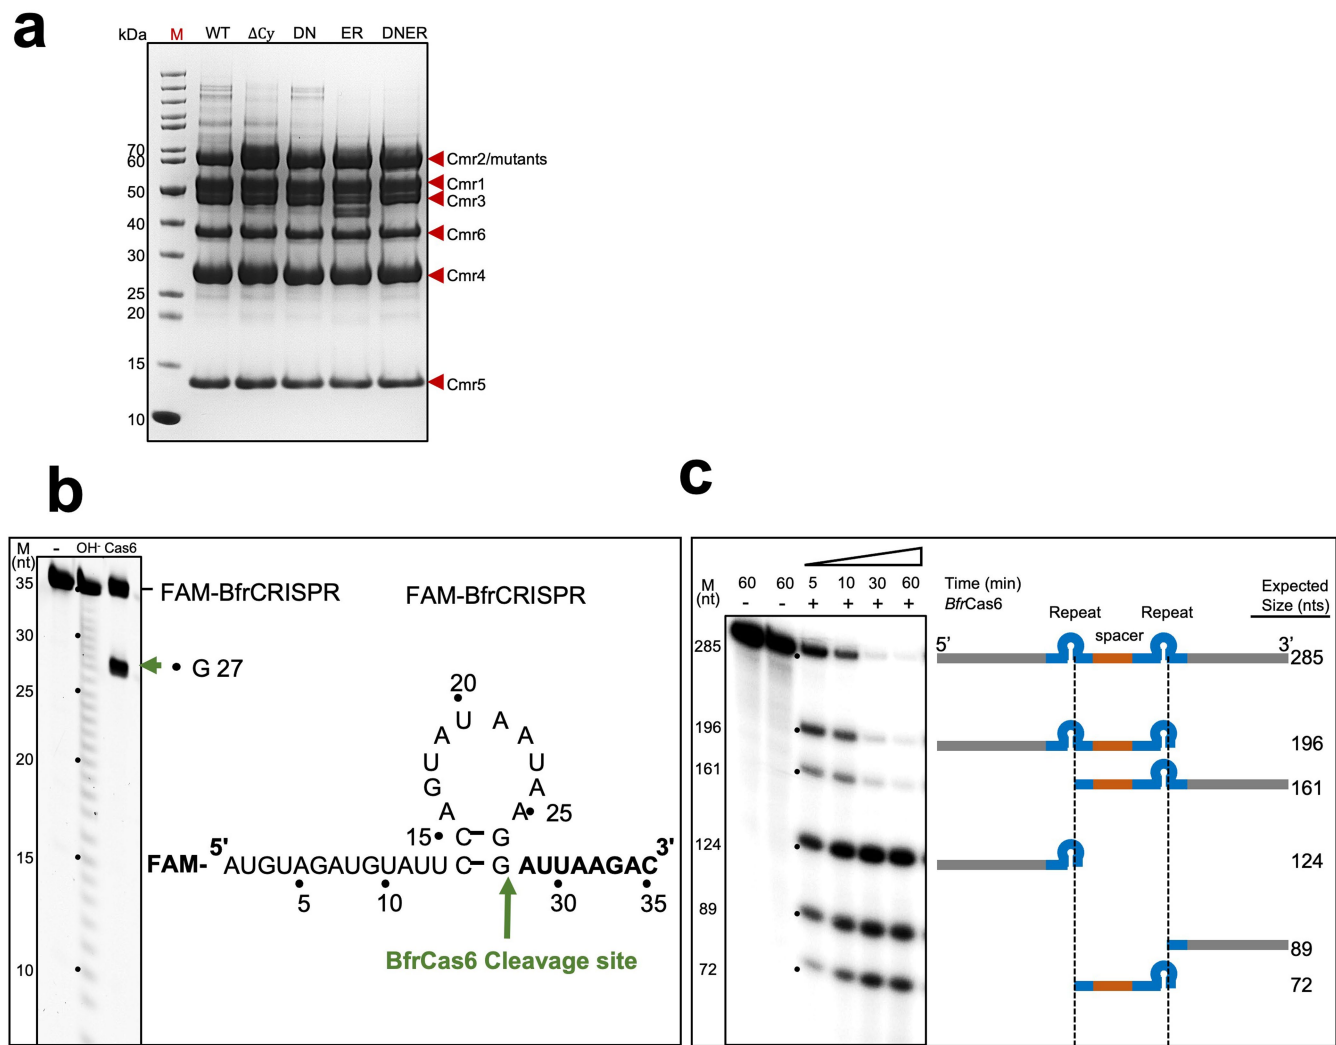 a
kDa M WT ΔCy DN ER DNER
70
60
50
40
30
25
20
15
10
Cmr2/mutants
Cmr1
Cmr3
Cmr6
Cmr4
Cmr5
b
M
(nt)
- OH- Cas6
35
30
25
20
15
10
FAM-BfrCRISPR
G 27
FAM-BfrCRISPR
20
U A
A A
U U
G A
A A 25
15 C G
FAM- 5' AUGUAGAUGUAUU C G AUUAAGAC 3'
5 10 30 35
BfrCas6 Cleavage site
c
M
(nt)
60 60 5 10 30 60 Time (min)
- - + + + + BfrCas6
285
196
161
124
89
72
Expected
Size (nts)
Repeat Repeat
spacer
5' 3'
285
196
161
124
89
72